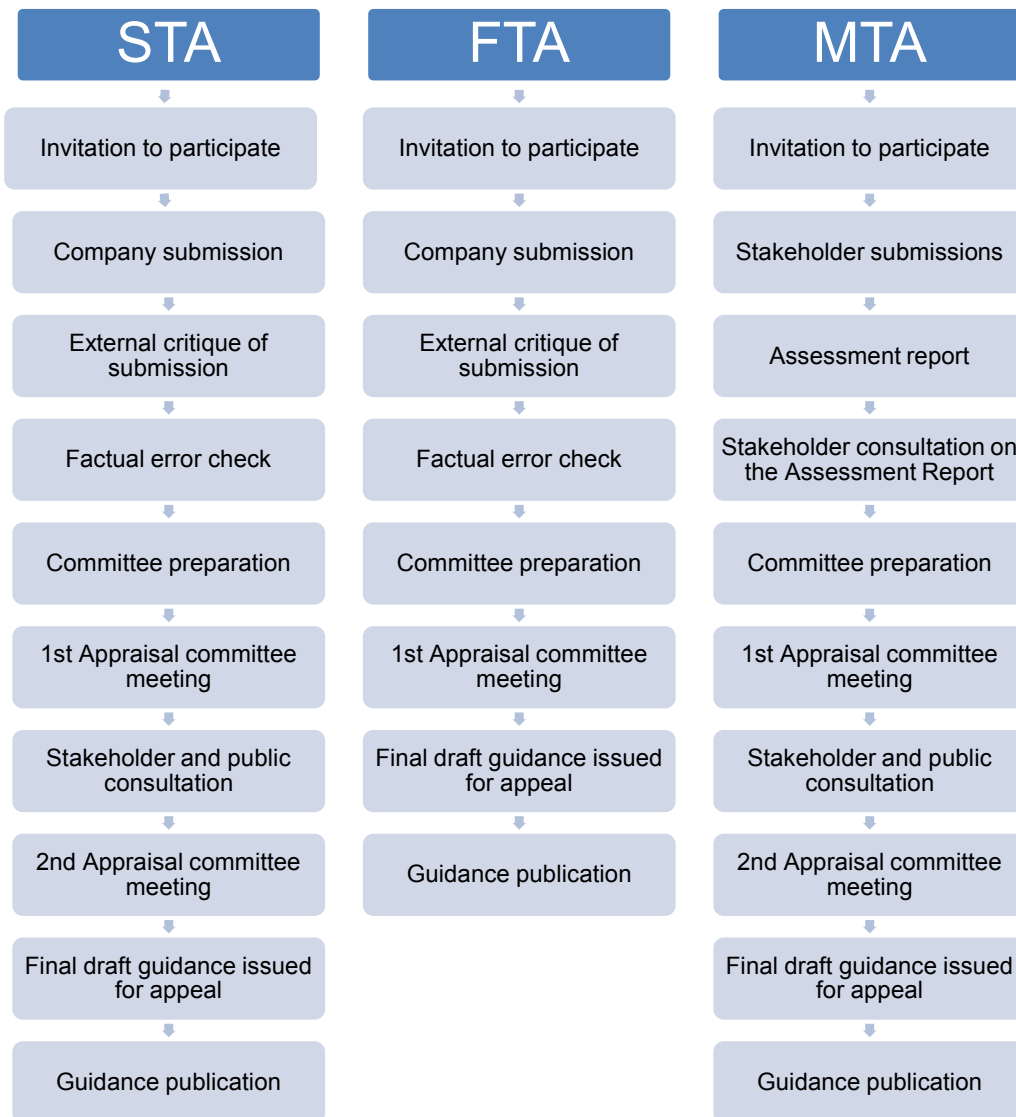 STA
Invitation to participate
Company submission
External critique of
submission
Factual error check
Committee preparation
1st Appraisal committee
meeting
Stakeholder and public
consultation
2nd Appraisal committee
meeting
Final draft guidance issued
for appeal
Guidance publication
FTA
Invitation to participate
Company submission
External critique of
submission
Factual error check
Committee preparation
1st Appraisal committee
meeting
Final draft guidance issued
for appeal
Guidance publication
MTA
Invitation to participate
Stakeholder submissions
Assessment report
Stakeholder consultation on
the Assessment Report
Committee preparation
1st Appraisal committee
meeting
Stakeholder and public
consultation
2nd Appraisal committee
meeting
Final draft guidance issued
for appeal
Guidance publication